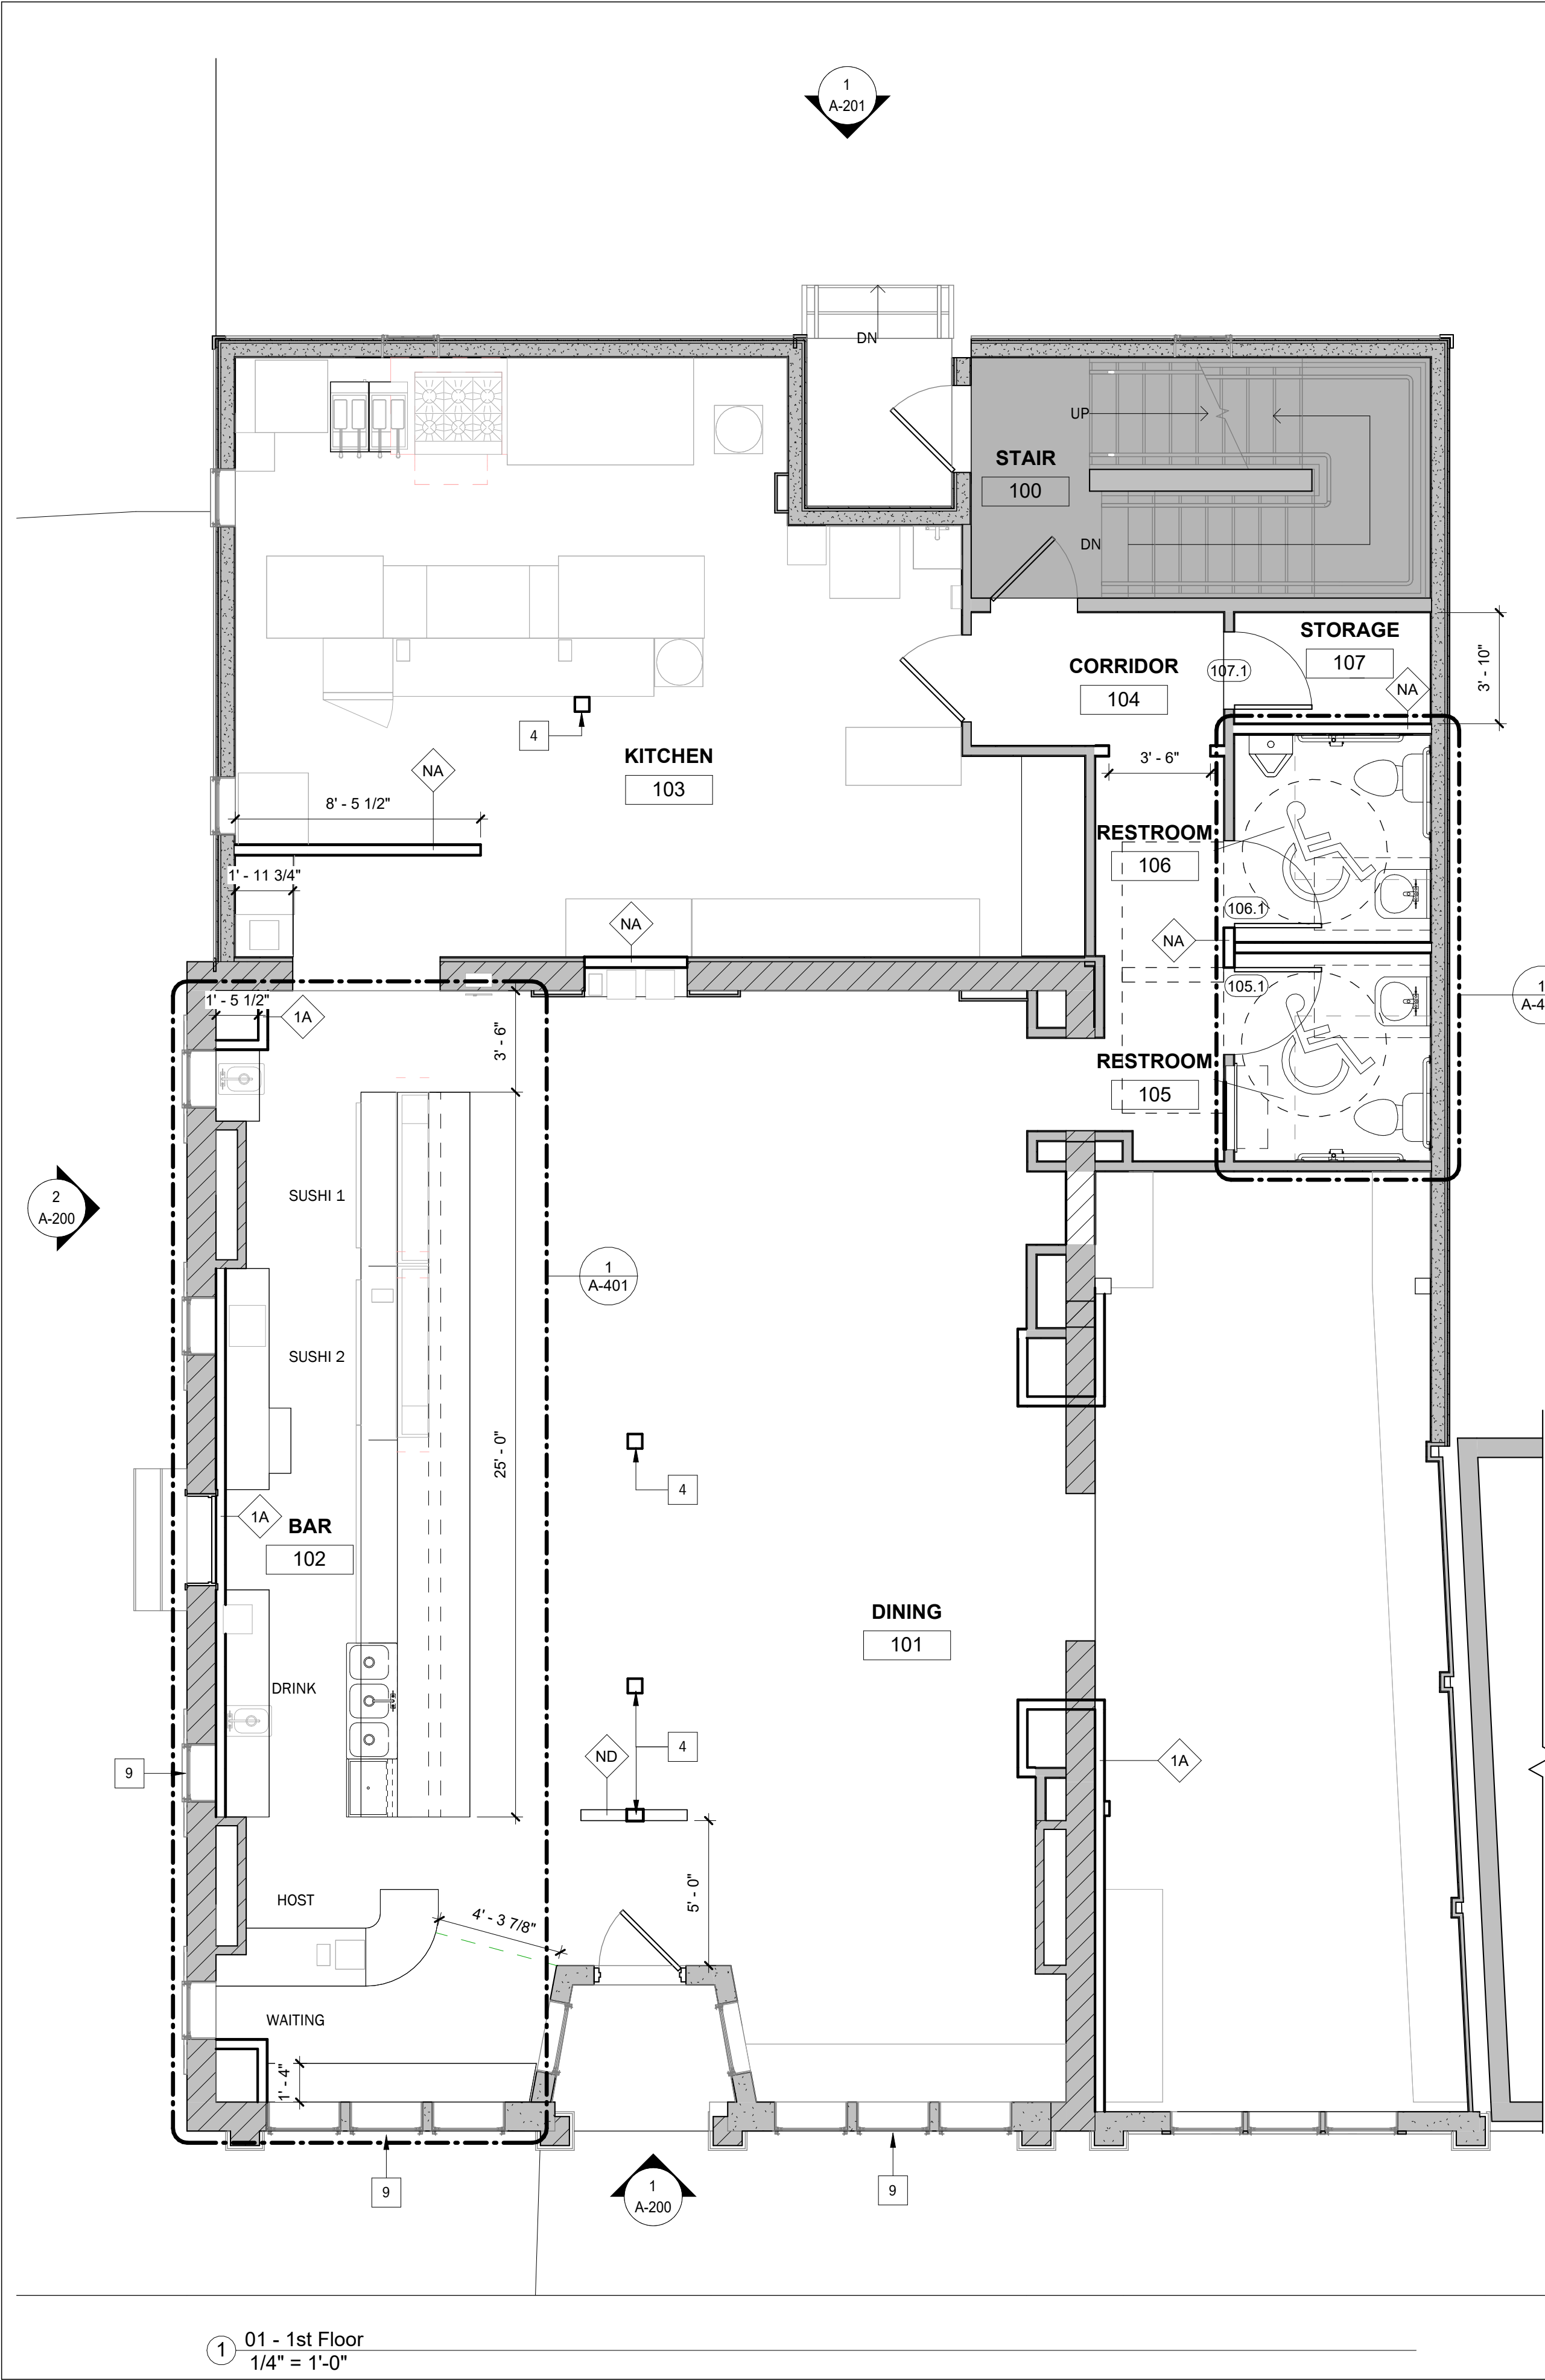 1
A-201
DN
UP
STAIR
100
DN
STORAGE
107
107.1
CORRIDOR
104
NA
3' - 10"
4
KITCHEN
103
NA
8' - 5 1/2"
3' - 6"
RESTROOM
106
1' - 11 3/4"
106.1
NA
NA
105.1
1
A-4
1' - 5 1/2"
1A
3' - 6"
RESTROOM
105
SUSHI 1
2
A-200
1
A-401
SUSHI 2
25' - 0"
4
1A
BAR
102
DINING
101
DRINK
4
ND
1A
9
HOST
4' - 3 7/8"
5' - 0"
WAITING
1' - 4"
9
1
A-200
9
1
01 - 1st Floor
1/4" = 1'-0"